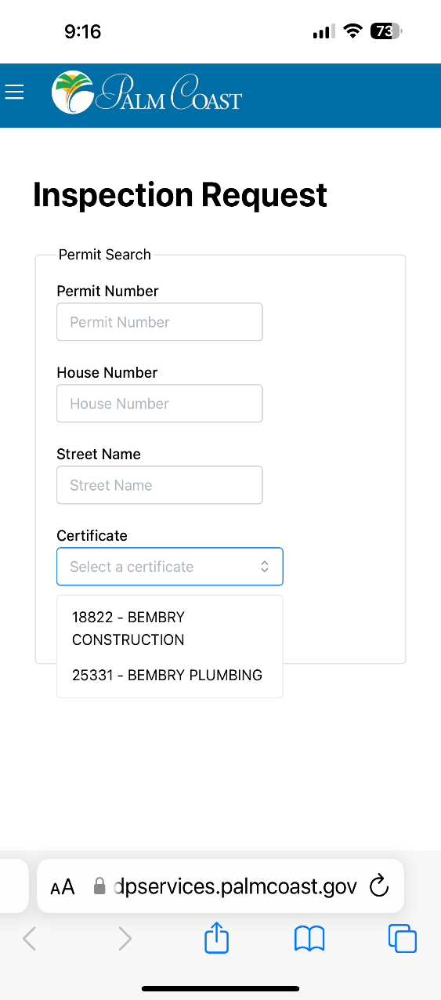 9:16
73
PALM COAST
Inspection Request
Permit Search
Permit Number
Permit Number
House Number
House Number
Street Name
Street Name
Certificate
Select a certificate
18822 - BEMBRY
CONSTRUCTION
25331 - BEMBRY PLUMBING
AA dpservices.palmcoast.gov